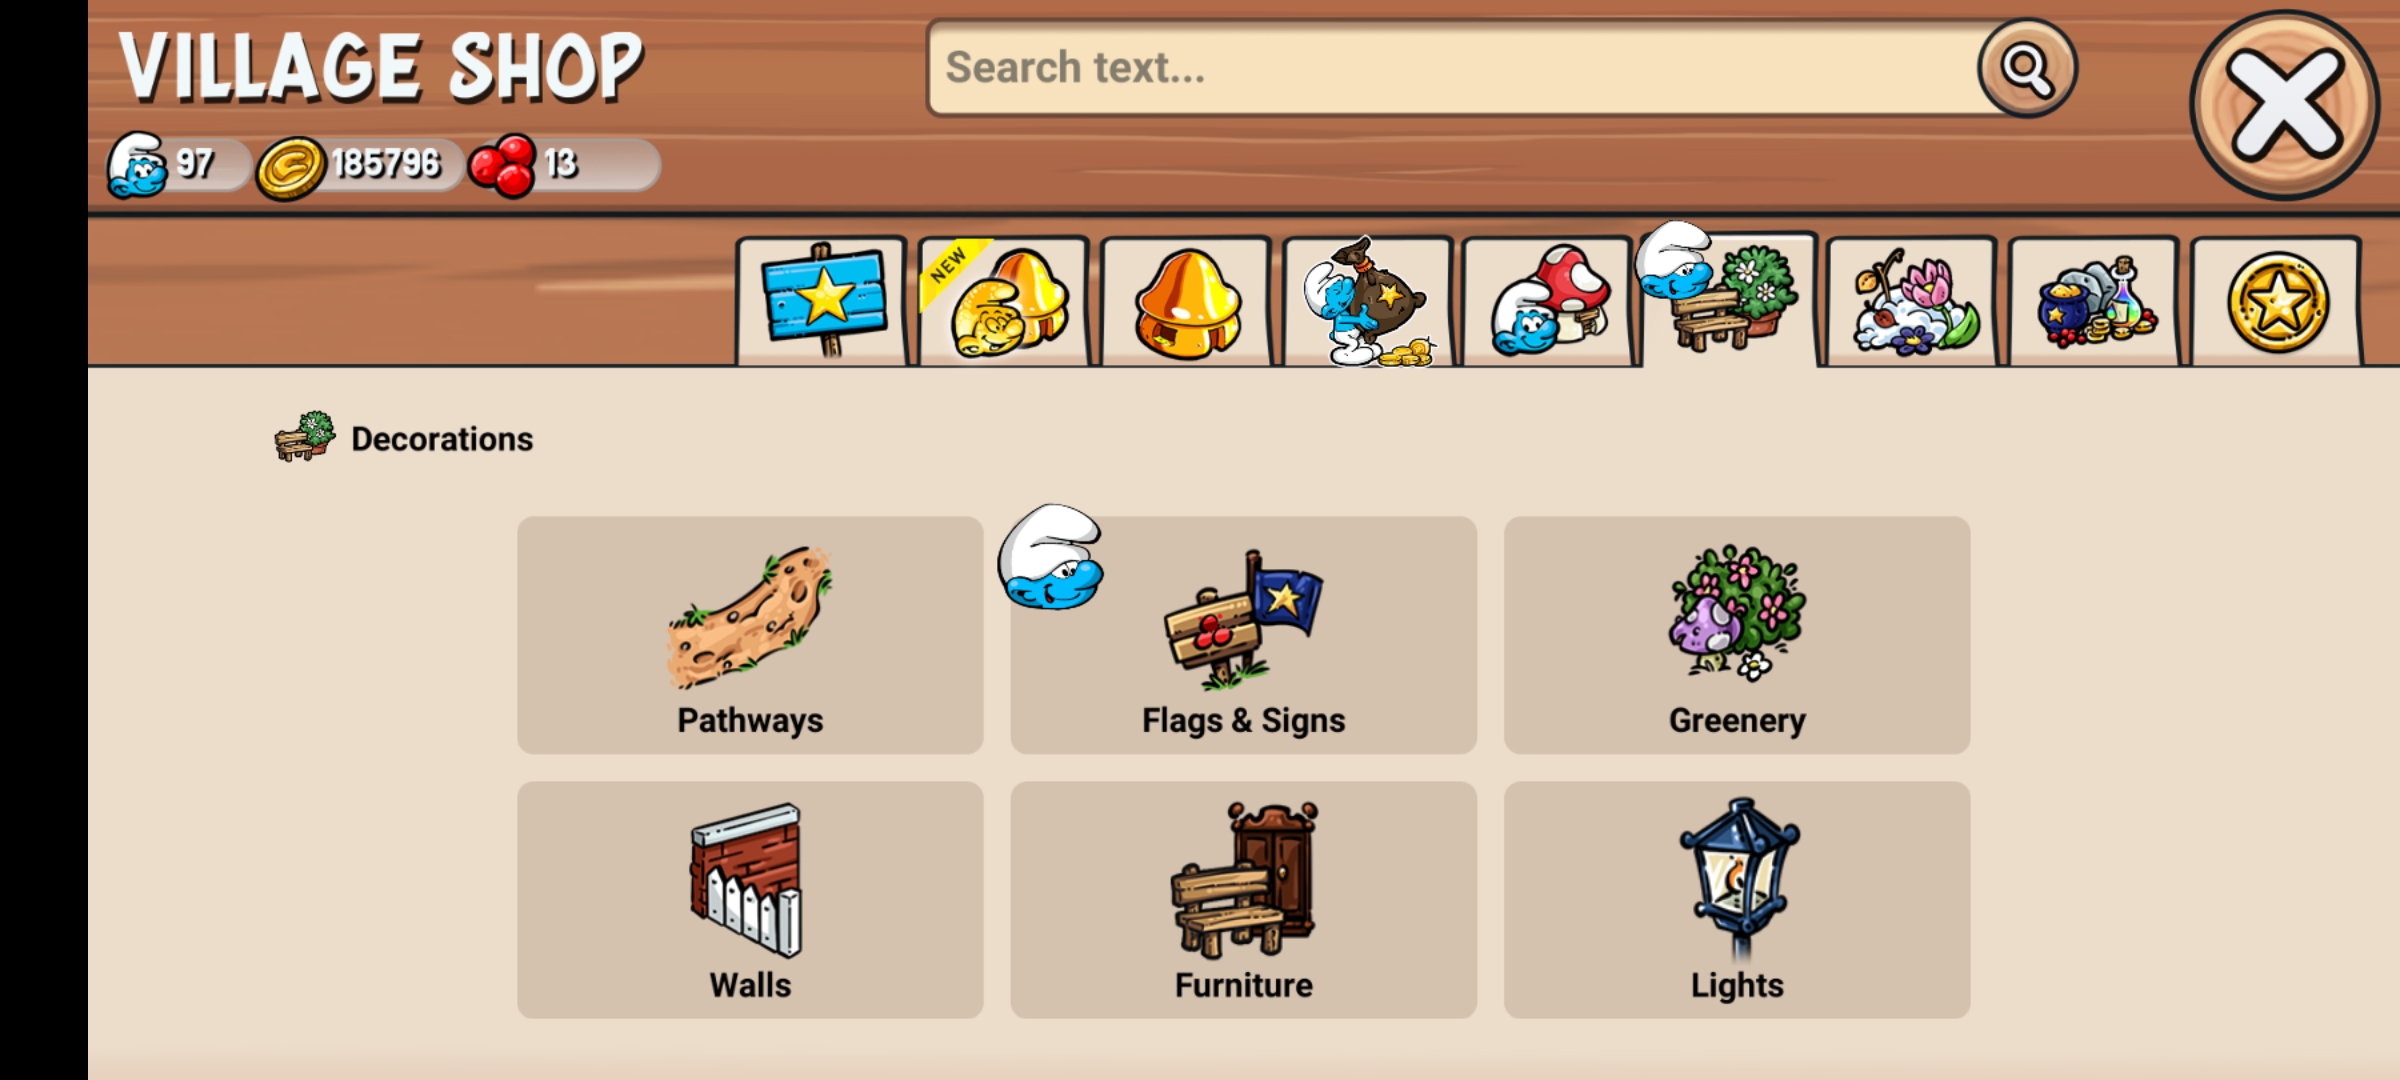 VILLAGE SHOP
Search text...
97
185796
13
NEW
Decorations
Pathways
Flags & Signs
Greenery
Walls
Furniture
Lights